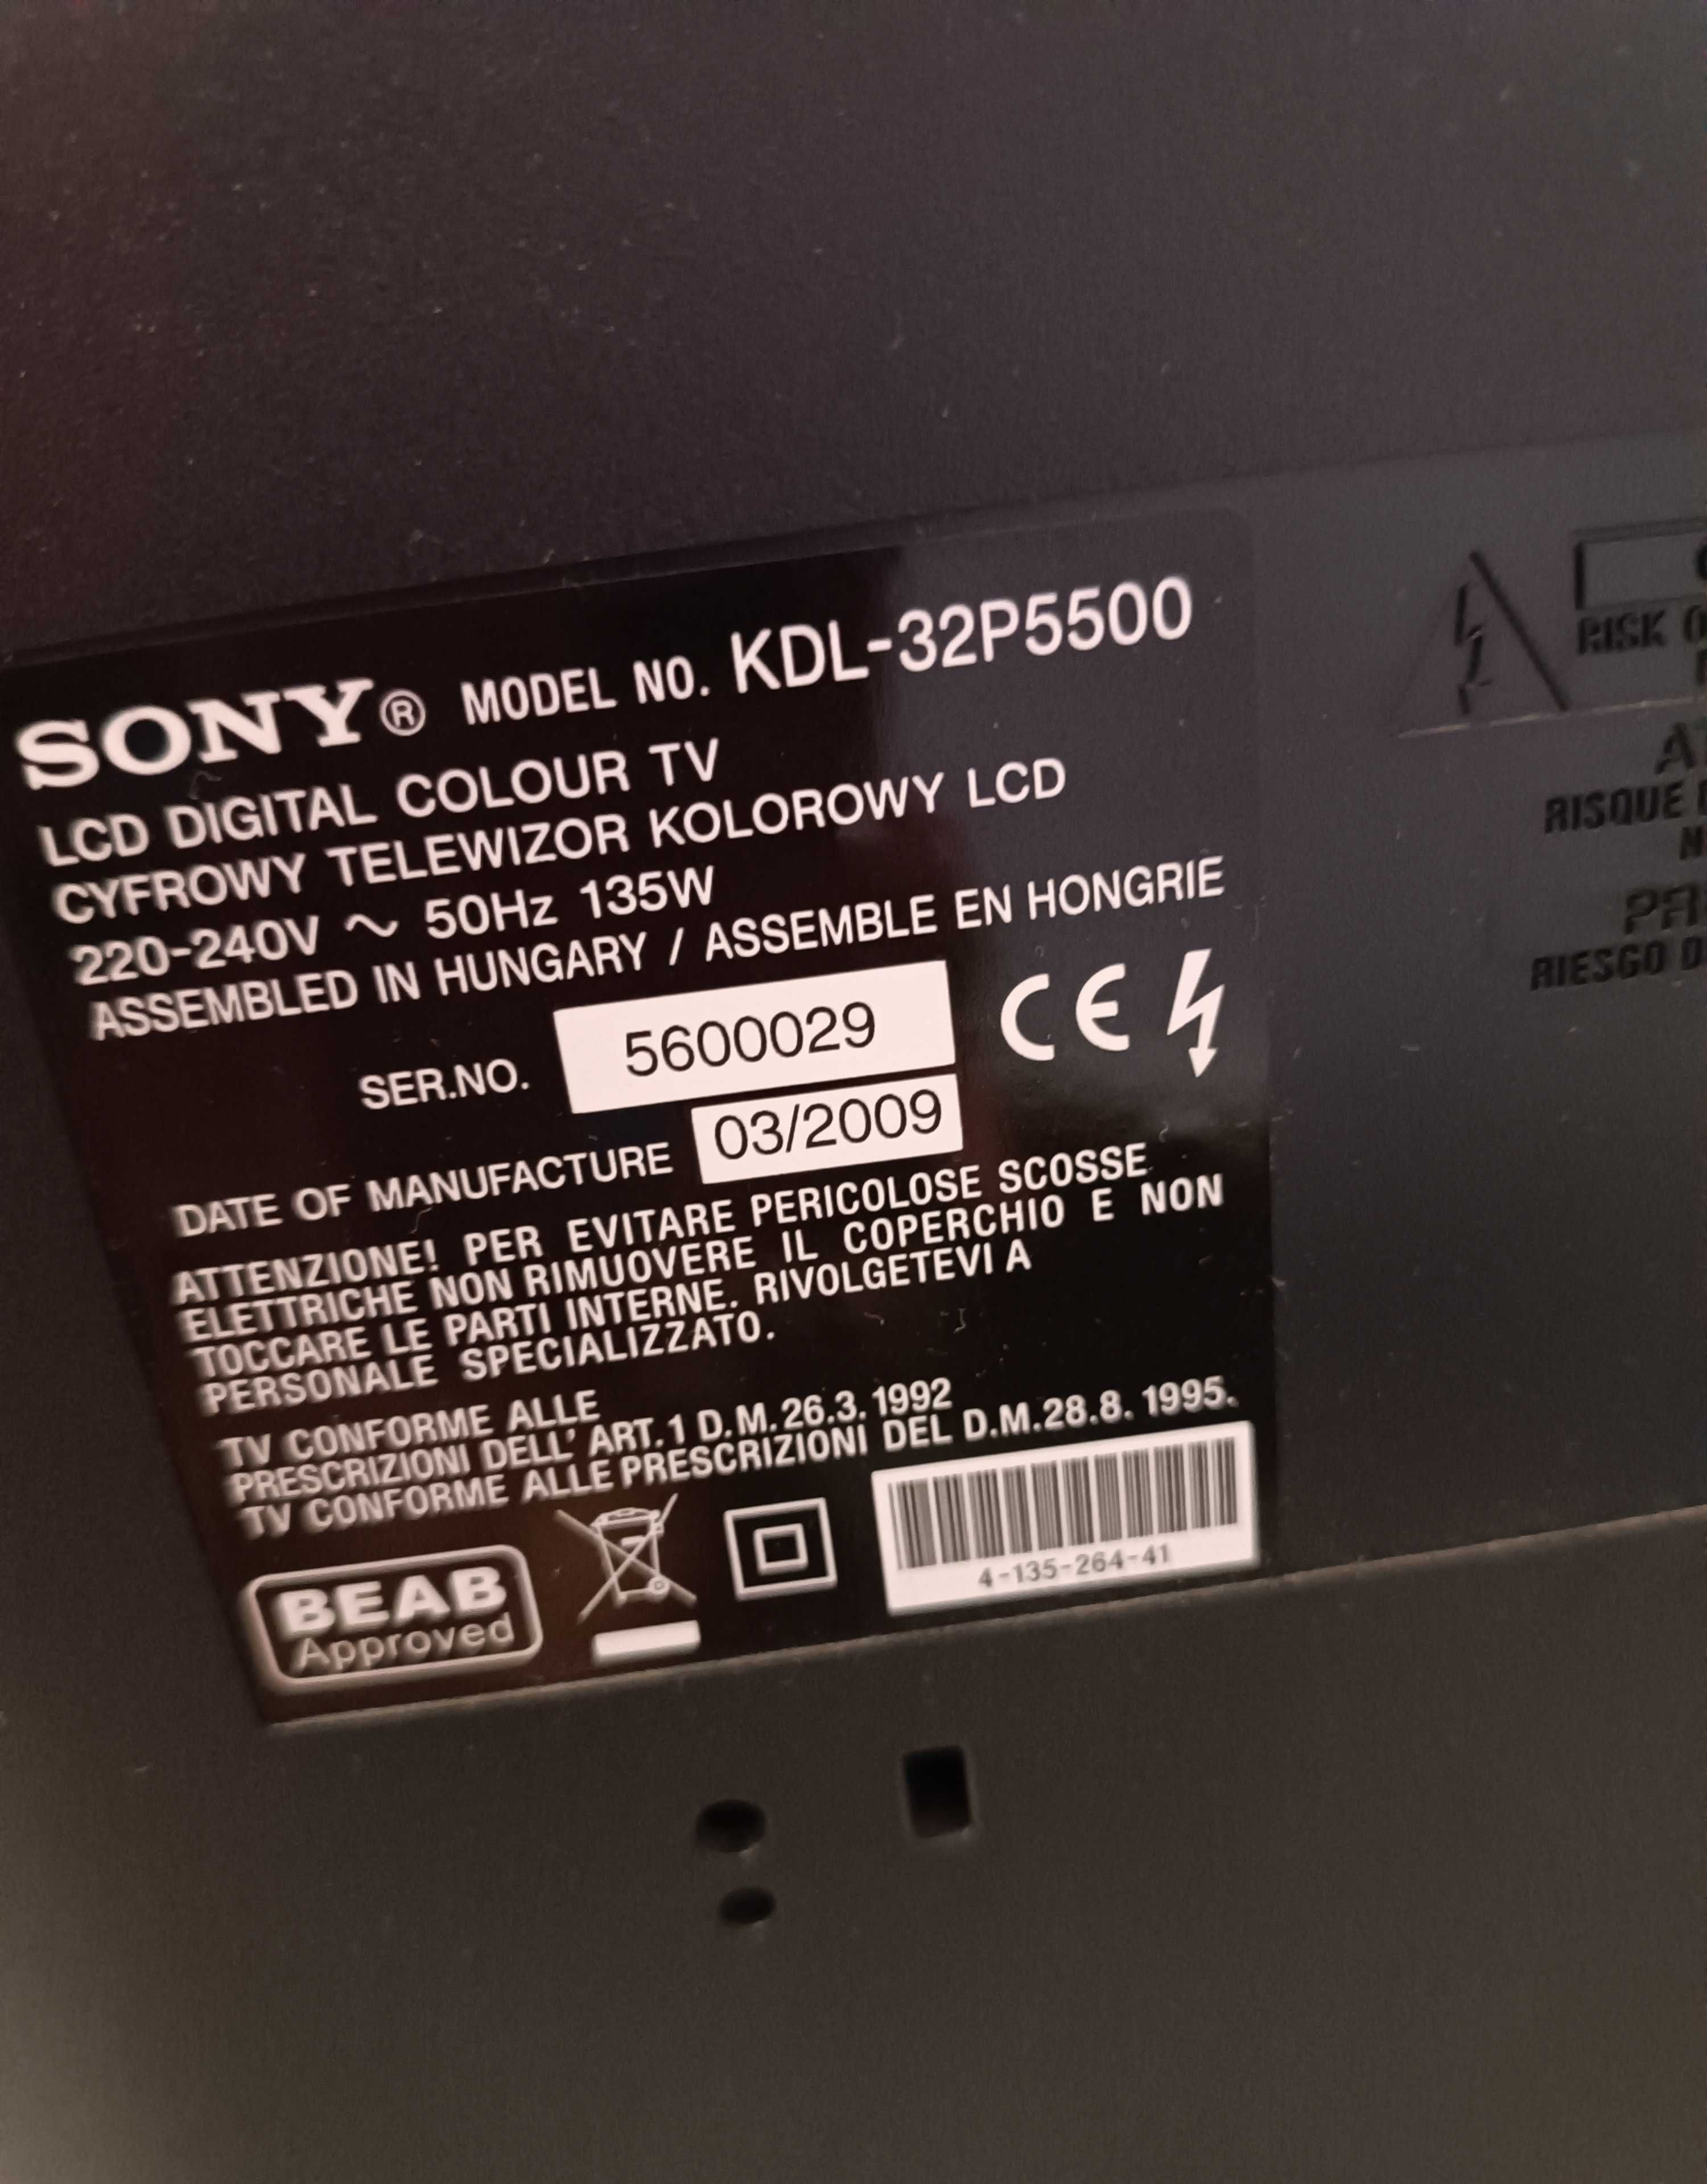 SONY® MODEL NO. KDL-32P5500
LCD DIGITAL COLOUR TV
CYFROWY TELEWIZOR KOLOROWY LCD
220-240V ~ 50Hz 135W
ASSEMBLED IN HUNGARY / ASSEMBLE EN HONGRIE
SER.NO. 5600029 CE
DATE OF MANUFACTURE 03/2009
ATTENZIONE! PER EVITARE PERICOLOSE SCOSSE
ELETTRICHE NON RIMUOVERE IL COPERCHIO E NON
TOCCARE LE PARTI INTERNE. RIVOLGETEVI A
PERSONALE SPECIALIZZATO.
TV CONFORME ALLE
PRESCRIZIONI DELL' ART.1 D.M.26.3.1992
TV CONFORME ALLE PRESCRIZIONI DEL D.M.28.8.1995.
BEAB
Approved
4-135-264-41
RISK
RISQUE
RIESGO